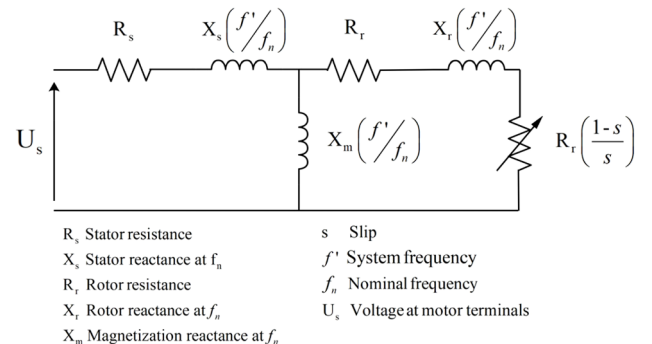 R_s X_s(f'/f_n) R_r X_r(f'/f_n)
U_s X_m(f'/f_n) R_r(1-s/s)
R_s Stator resistance
X_s Stator reactance at f_n
R_r Rotor resistance
X_r Rotor reactance at f_n
X_m Magnetization reactance at f_n
s Slip
f' System frequency
f_n Nominal frequency
U_s Voltage at motor terminals